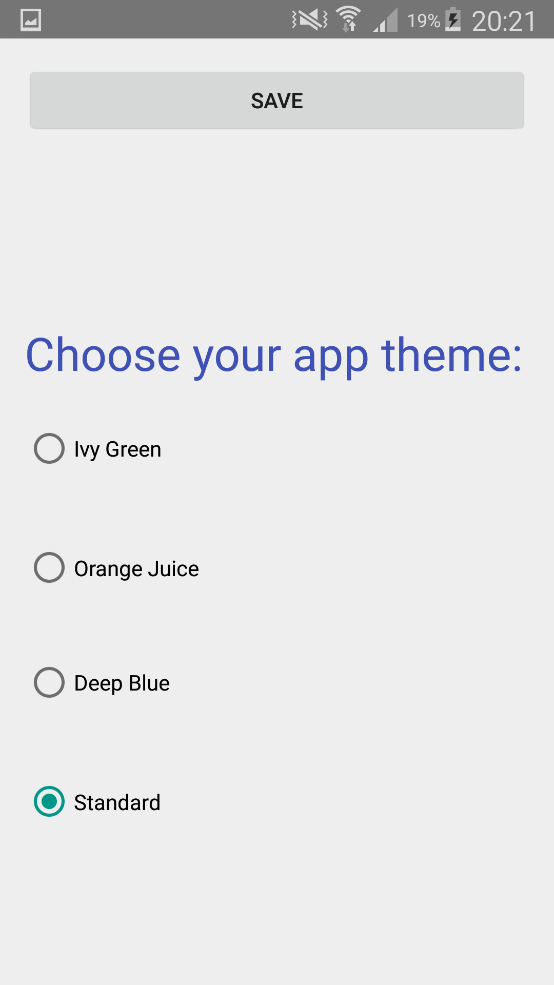 19% 20:21
SAVE
Choose your app theme:
Ivy Green
Orange Juice
Deep Blue
Standard